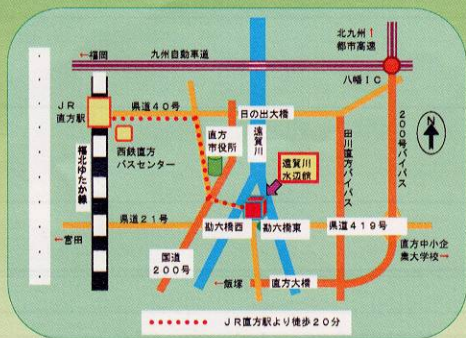 北九州↑
都市高速
←福岡
九州自動車道
八幡IC
JR
直方駅
県道40号
日の出大橋
200号バイパス
N
西鉄直方
バスセンター
直方
市役所
遠賀川
遠賀川
水辺館
田川直方バイパス
福北ゆたか線
県道21号
勘六橋西
勘六橋東
県道419号
←宮田
国道
200号
直方中小企
業大学校→
←飯塚
直方大橋
JR直方駅より徒歩20分